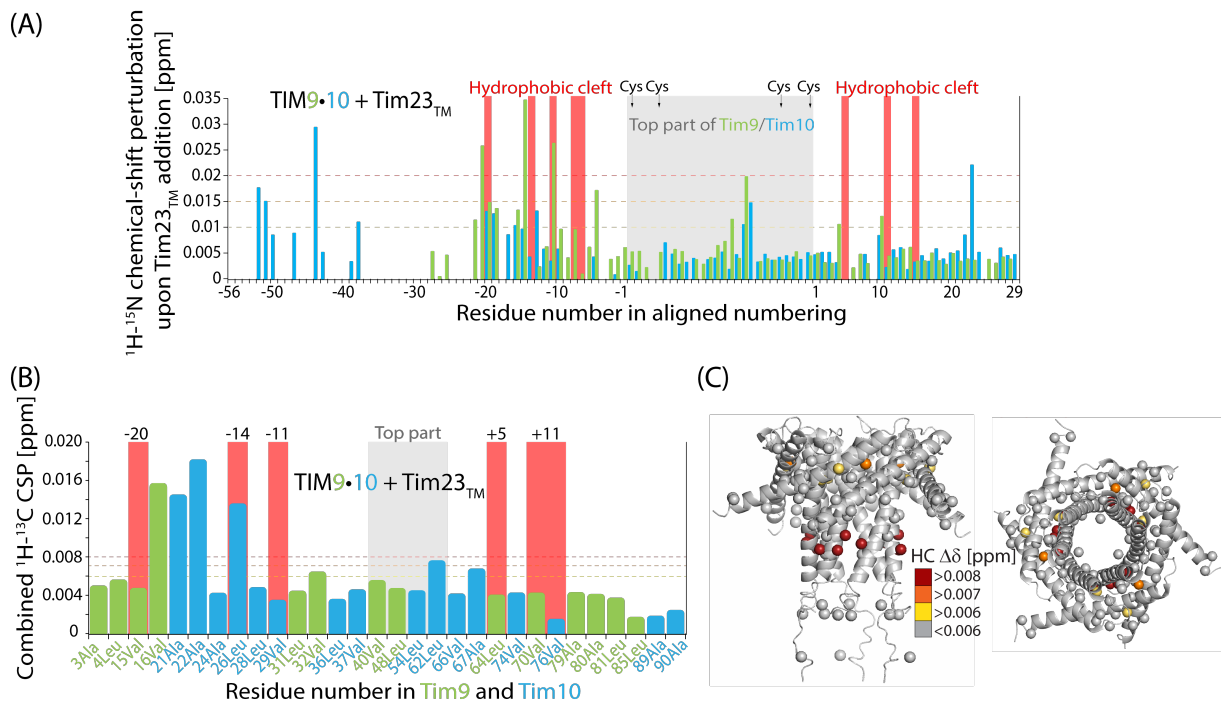 (A)
¹H-¹⁵N chemical-shift perturbation
upon Tim23TM addition [ppm]
TIM9•10 + Tim23TM
Hydrophobic cleft
Cys Cys
Cys Cys
Hydrophobic cleft
Top part of Tim9/Tim10
0.035
0.03
0.025
0.02
0.015
0.01
0.005
0
-56 -50 -40 -30 -20 -10 -1 1 10 20 29
Residue number in aligned numbering
(B)
Combined ¹H-¹³C CSP [ppm]
-20 -14 -11 Top part +5 +11
TIM9•10 + Tim23TM
0.020
0.016
0.012
0.008
0.004
0
3Ala 4Leu 15Val 16Val 21Ala 22Ala 24Ala 26Leu 28Leu 29Val 31Leu 32Val 36Leu 37Val 40Val 48Leu 54Leu 62Leu 66Val 67Ala 64Leu 74Val 70Val 76Val 79Ala 80Ala 81Leu 85Leu 89Ala 90Ala
Residue number in Tim9 and Tim10
(C)
HC Δδ [ppm]
>0.008
>0.007
>0.006
<0.006